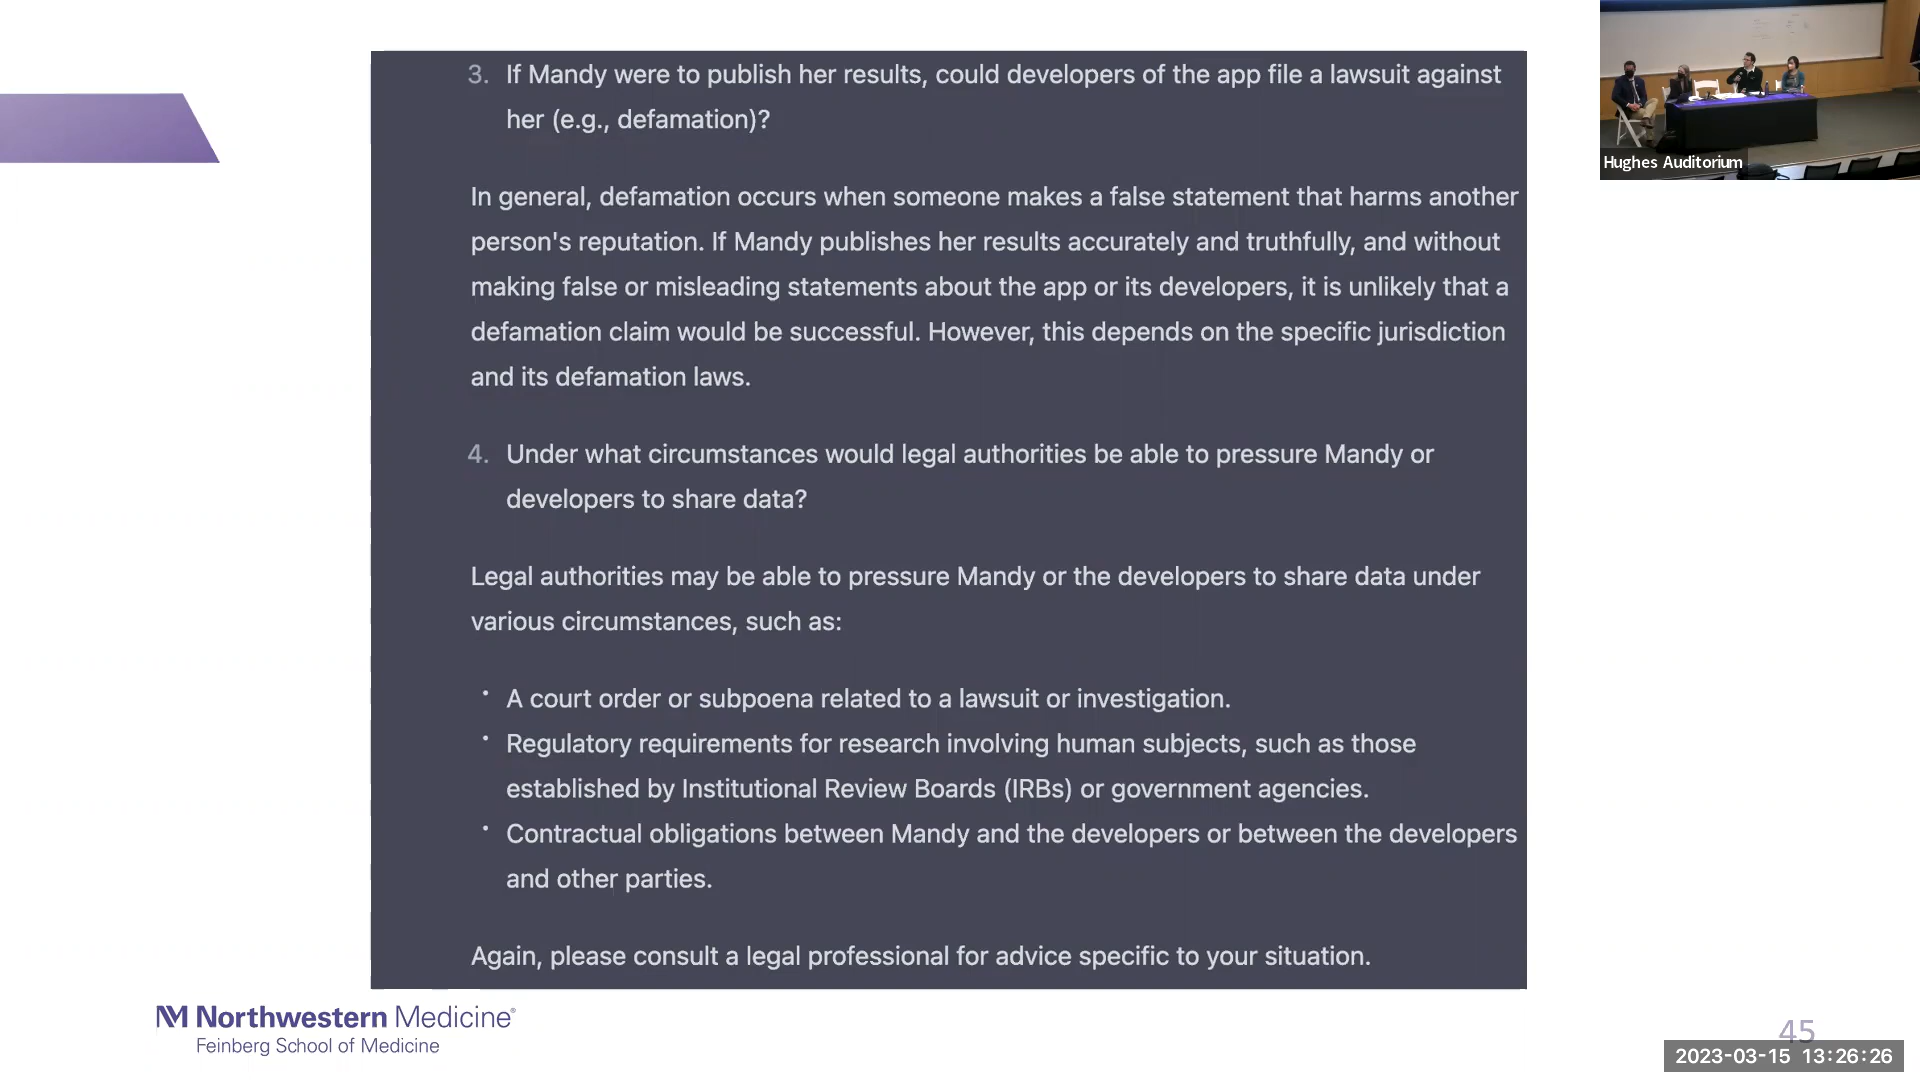 3. If Mandy were to publish her results, could developers of the app file a lawsuit against
her (e.g., defamation)?
In general, defamation occurs when someone makes a false statement that harms another
person's reputation. If Mandy publishes her results accurately and truthfully, and without
making false or misleading statements about the app or its developers, it is unlikely that a
defamation claim would be successful. However, this depends on the specific jurisdiction
and its defamation laws.
4. Under what circumstances would legal authorities be able to pressure Mandy or
developers to share data?
Legal authorities may be able to pressure Mandy or the developers to share data under
various circumstances, such as:
• A court order or subpoena related to a lawsuit or investigation.
• Regulatory requirements for research involving human subjects, such as those
established by Institutional Review Boards (IRBs) or government agencies.
• Contractual obligations between Mandy and the developers or between the developers
and other parties.
Again, please consult a legal professional for advice specific to your situation.
Hughes Auditorium
NM Northwestern Medicine®
Feinberg School of Medicine
45
2023-03-15 13:26:26